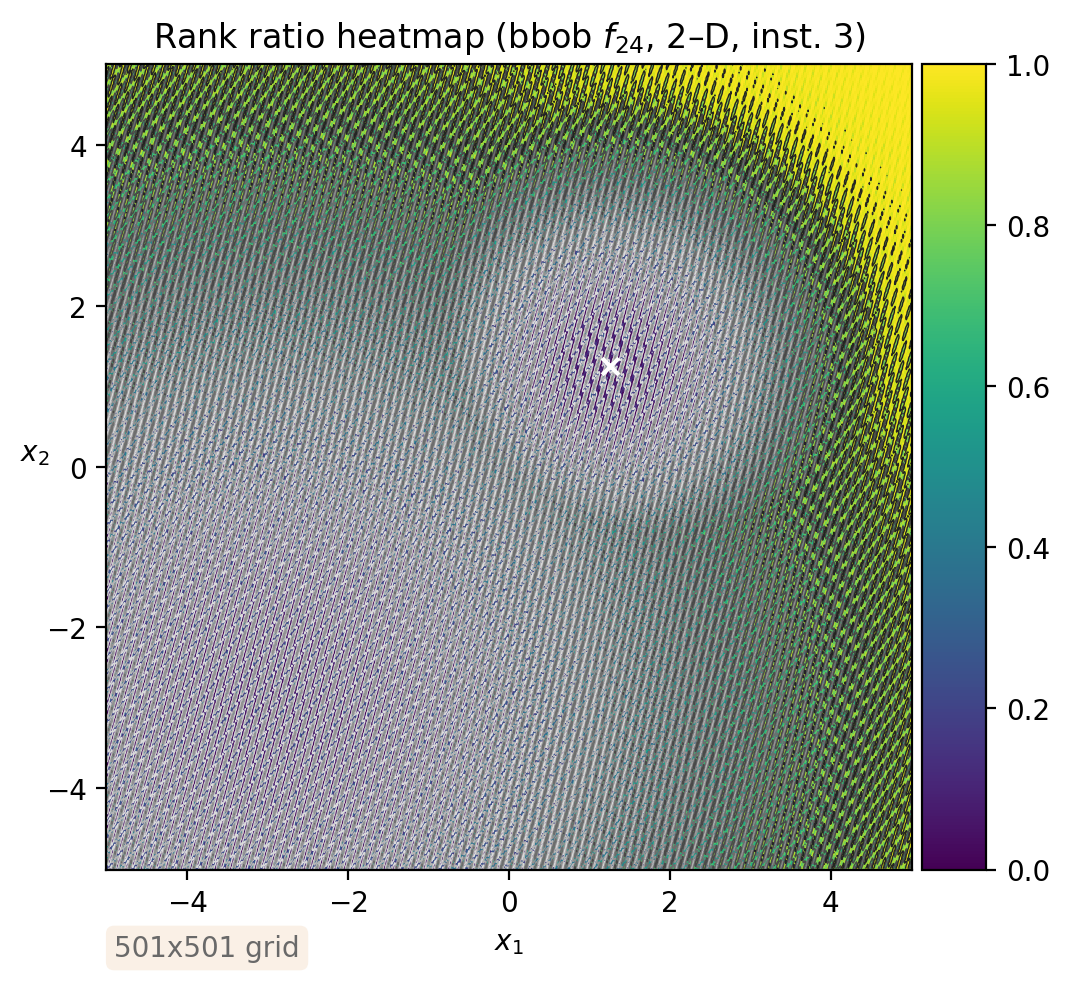 Rank ratio heatmap (bbob f₂₄, 2–D, inst. 3)
1.0
4
0.8
2
0.6
x₂
0
0.4
−2
0.2
−4
0.0
−4 −2 0 2 4
x₁
501x501 grid